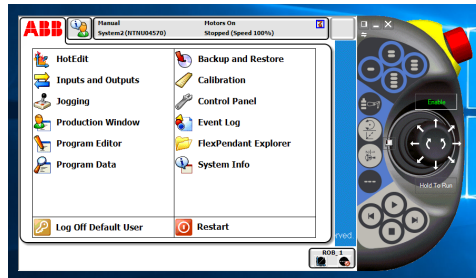 ABB
Manual
System2 (NTNU04570)
Motors On
Stopped (Speed 100%)
HotEdit
Backup and Restore
Inputs and Outputs
Calibration
Jogging
Control Panel
Production Window
Event Log
Program Editor
FlexPendant Explorer
Program Data
System Info
Log Off Default User
Restart
ROB_1
Enable
Hold To Run
rved